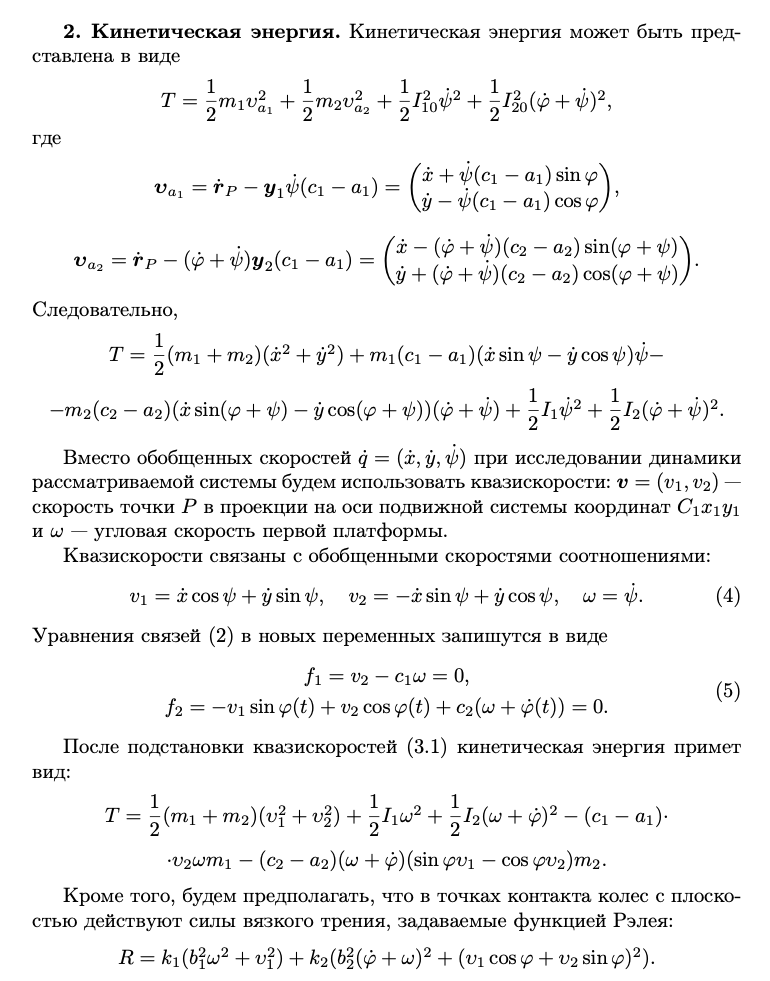 2. Кинетическая энергия. Кинетическая энергия может быть пред-
ставлена в виде
$$T = \frac{1}{2}m_1 v_{a_1}^2 + \frac{1}{2}m_2 v_{a_2}^2 + \frac{1}{2}I_{10}^2\dot{\psi}^2 + \frac{1}{2}I_{20}^2(\dot{\varphi} + \dot{\psi})^2,$$
где
$$\boldsymbol{v}_{a_1} = \dot{\boldsymbol{r}}_P - \boldsymbol{y}_1\dot{\psi}(c_1 - a_1) = \begin{pmatrix} \dot{x} + \dot{\psi}(c_1 - a_1)\sin\varphi \\ \dot{y} - \dot{\psi}(c_1 - a_1)\cos\varphi \end{pmatrix},$$
$$\boldsymbol{v}_{a_2} = \dot{\boldsymbol{r}}_P - (\dot{\varphi} + \dot{\psi})\boldsymbol{y}_2(c_1 - a_1) = \begin{pmatrix} \dot{x} - (\dot{\varphi} + \dot{\psi})(c_2 - a_2)\sin(\varphi + \psi) \\ \dot{y} + (\dot{\varphi} + \dot{\psi})(c_2 - a_2)\cos(\varphi + \psi) \end{pmatrix}.$$
Следовательно,
$$T = \frac{1}{2}(m_1 + m_2)(\dot{x}^2 + \dot{y}^2) + m_1(c_1 - a_1)(\dot{x}\sin\psi - \dot{y}\cos\psi)\dot{\psi}-$$
$$-m_2(c_2 - a_2)(\dot{x}\sin(\varphi + \psi) - \dot{y}\cos(\varphi + \psi))(\dot{\varphi} + \dot{\psi}) + \frac{1}{2}I_1\dot{\psi}^2 + \frac{1}{2}I_2(\dot{\varphi} + \dot{\psi})^2.$$
Вместо обобщенных скоростей $\dot{q} = (\dot{x}, \dot{y}, \dot{\psi})$ при исследовании динамики
рассматриваемой системы будем использовать квазискорости: $\boldsymbol{v} = (v_1, v_2)$ —
скорость точки $P$ в проекции на оси подвижной системы координат $C_1x_1y_1$
и $\omega$ — угловая скорость первой платформы.
Квазискорости связаны с обобщенными скоростями соотношениями:
$$v_1 = \dot{x}\cos\psi + \dot{y}\sin\psi, \quad v_2 = -\dot{x}\sin\psi + \dot{y}\cos\psi, \quad \omega = \dot{\psi}. \quad (4)$$
Уравнения связей (2) в новых переменных запишутся в виде
$$f_1 = v_2 - c_1\omega = 0,$$
$$f_2 = -v_1\sin\varphi(t) + v_2\cos\varphi(t) + c_2(\omega + \dot{\varphi}(t)) = 0. \quad (5)$$
После подстановки квазискоростей (3.1) кинетическая энергия примет
вид:
$$T = \frac{1}{2}(m_1 + m_2)(v_1^2 + v_2^2) + \frac{1}{2}I_1\omega^2 + \frac{1}{2}I_2(\omega + \dot{\varphi})^2 - (c_1 - a_1)\cdot$$
$$\cdot v_2\omega m_1 - (c_2 - a_2)(\omega + \dot{\varphi})(\sin\varphi v_1 - \cos\varphi v_2)m_2.$$
Кроме того, будем предполагать, что в точках контакта колес с плоско-
стью действуют силы вязкого трения, задаваемые функцией Рэлея:
$$R = k_1(b_1^2\omega^2 + v_1^2) + k_2(b_2^2(\dot{\varphi} + \omega)^2 + (v_1\cos\varphi + v_2\sin\varphi)^2).$$